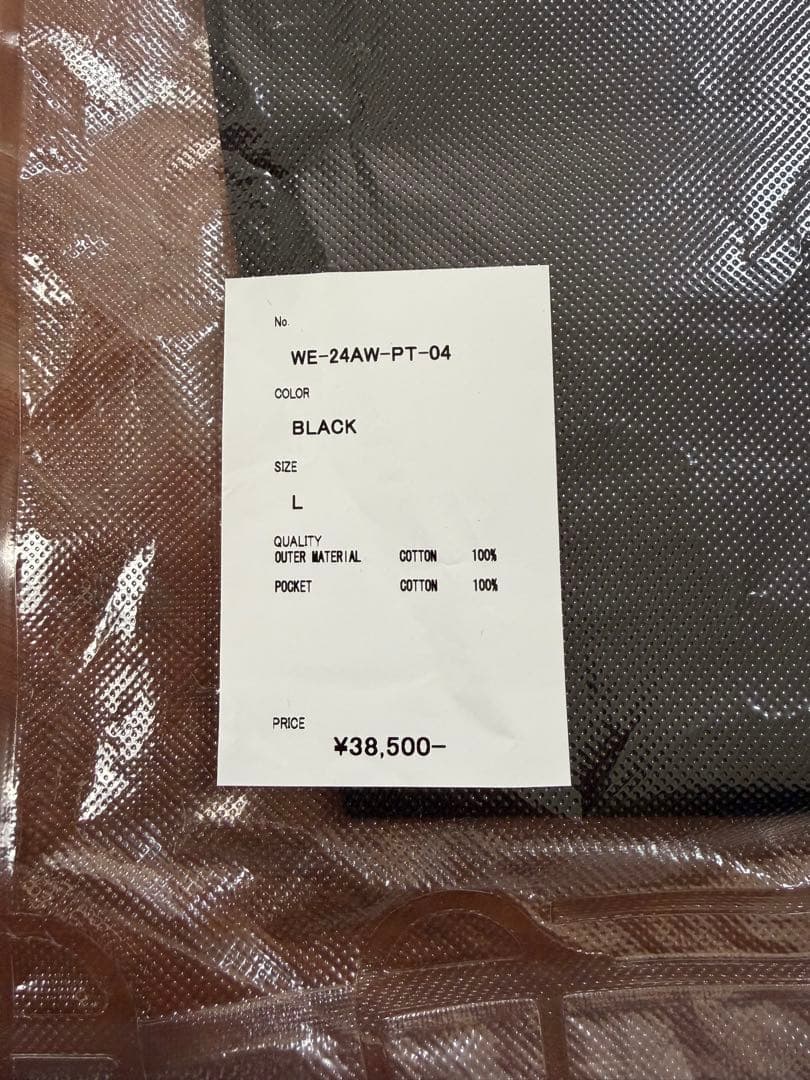 No.
WE-24AW-PT-04
COLOR
BLACK
SIZE
L
QUALITY
OUTER MATERIAL COTTON 100%
POCKET COTTON 100%
PRICE
¥38,500-